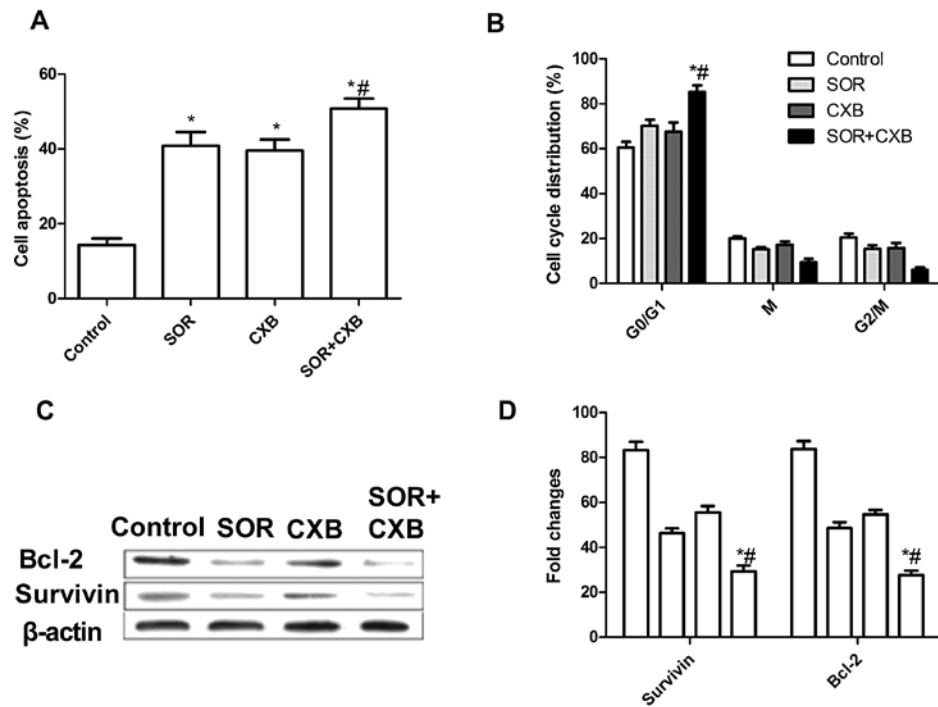 A
Cell apoptosis (%)
60
40
20
0
*
*
*#
Control
SOR
CXB
SOR+CXB
B
Cell cycle distribution (%)
100
80
60
40
20
0
*#
Control
SOR
CXB
SOR+CXB
G0/G1
M
G2/M
C
Control SOR CXB SOR+
CXB
Bcl-2
Survivin
β-actin
D
Fold changes
100
80
60
40
20
0
*#
*#
Survivin
Bcl-2